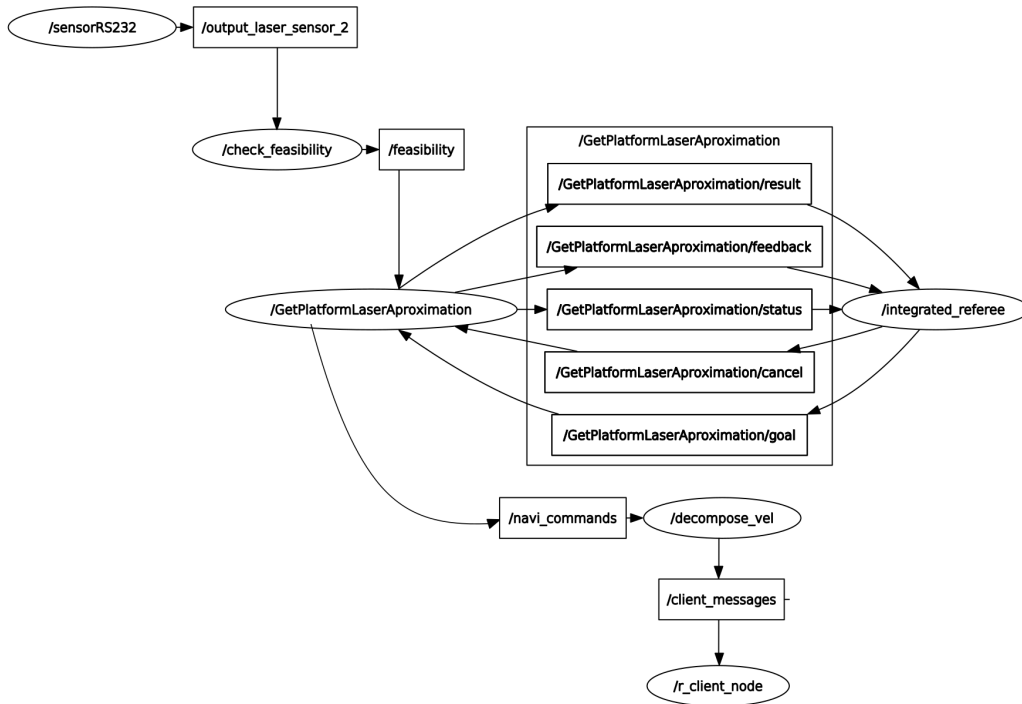 /sensorRS232
/output_laser_sensor_2
/check_feasibility
/feasibility
/GetPlatformLaserAproximation
/GetPlatformLaserAproximation/result
/GetPlatformLaserAproximation/feedback
/GetPlatformLaserAproximation
/GetPlatformLaserAproximation/status
/integrated_referee
/GetPlatformLaserAproximation/cancel
/GetPlatformLaserAproximation/goal
/navi_commands
/decompose_vel
/client_messages
/r_client_node